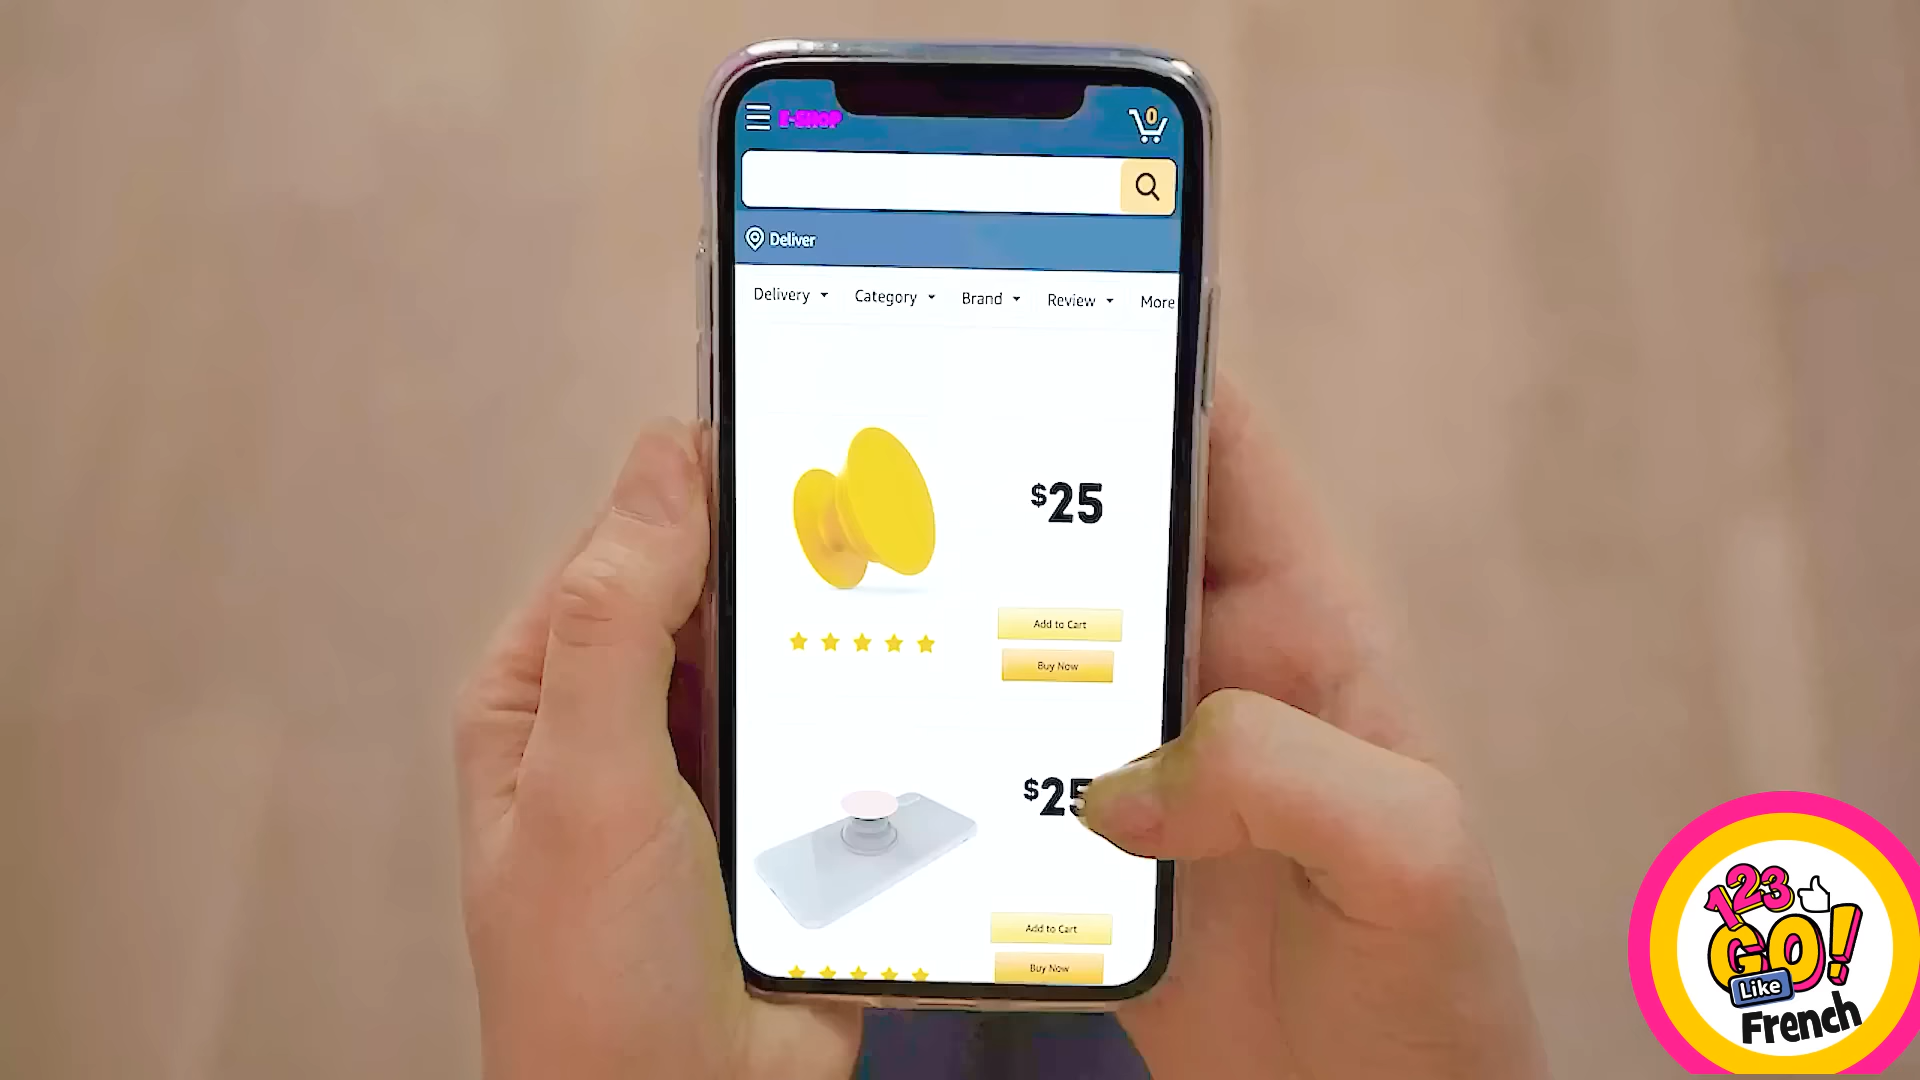 E-SHOP
0
Deliver
Delivery
Category
Brand
Review
More
$25
Add to Cart
Buy Now
$25
Add to Cart
Buy Now
123
GO!
Like
French